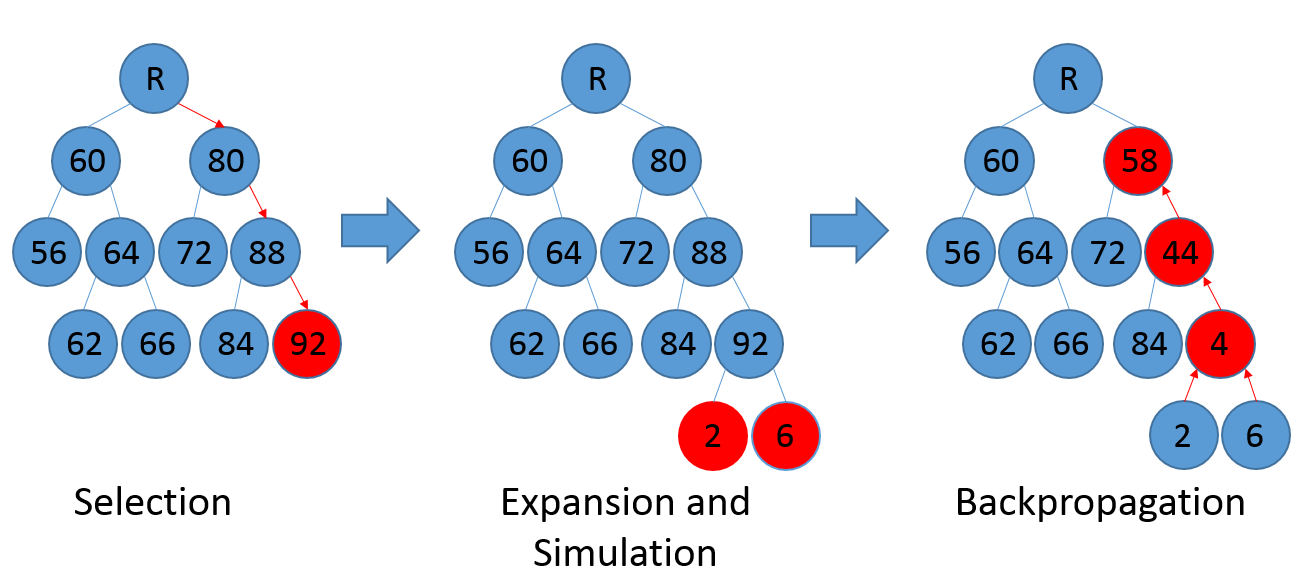 R
60 80
56 64 72 88
62 66 84 92
Selection
R
60 80
56 64 72 88
62 66 84 92
2 6
Expansion and
Simulation
R
60 58
56 64 72 44
62 66 84 4
2 6
Backpropagation